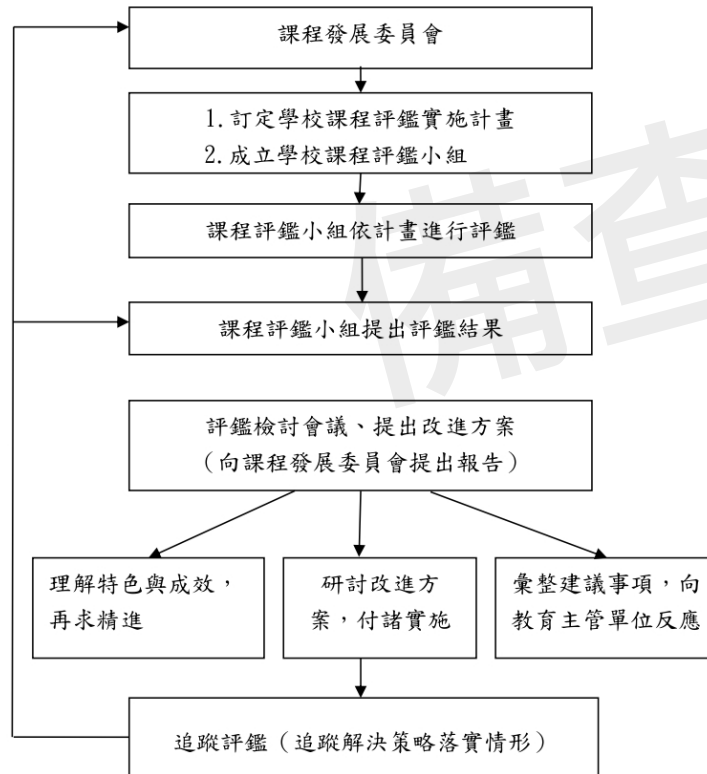 課程發展委員會
1.訂定學校課程評鑑實施計畫
2.成立學校課程評鑑小組
課程評鑑小組依計畫進行評鑑
課程評鑑小組提出評鑑結果
評鑑檢討會議、提出改進方案
（向課程發展委員會提出報告）
理解特色與成效，
再求精進
研討改進方
案，付諸實施
彙整建議事項，向
教育主管單位反應
追蹤評鑑（追蹤解決策略落實情形）
備查